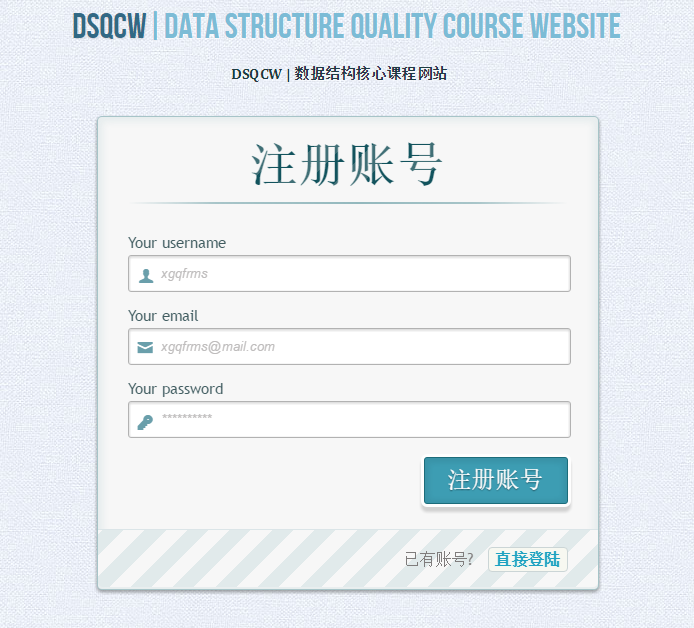 DSQCW | DATA STRUCTURE QUALITY COURSE WEBSITE
DSQCW | 数据结构核心课程网站
注册账号
Your username
xgqfrms
Your email
xgqfrms@mail.com
Your password
**********
注册账号
已有账号? 直接登陆